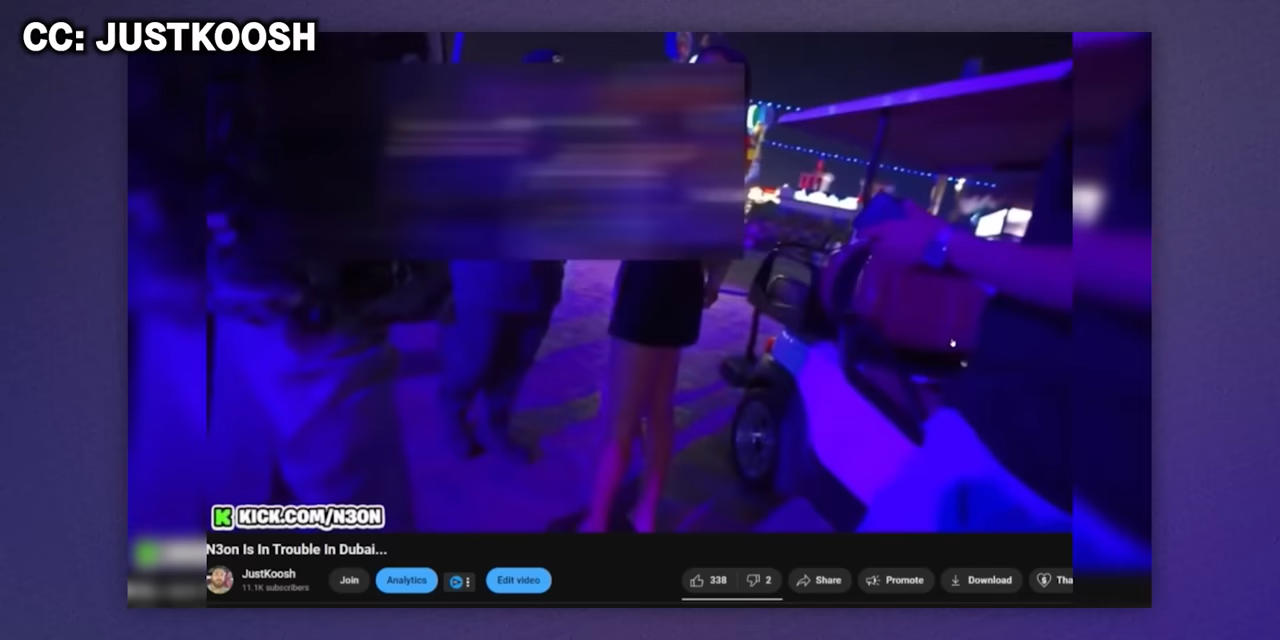 CC: JUSTKOOSH
K KICK.COM/N3ON
N3on Is In Trouble In Dubai...
JustKoosh
11.1K subscribers
Join
Analytics
Edit video
338
2
Share
Promote
Download
Tha